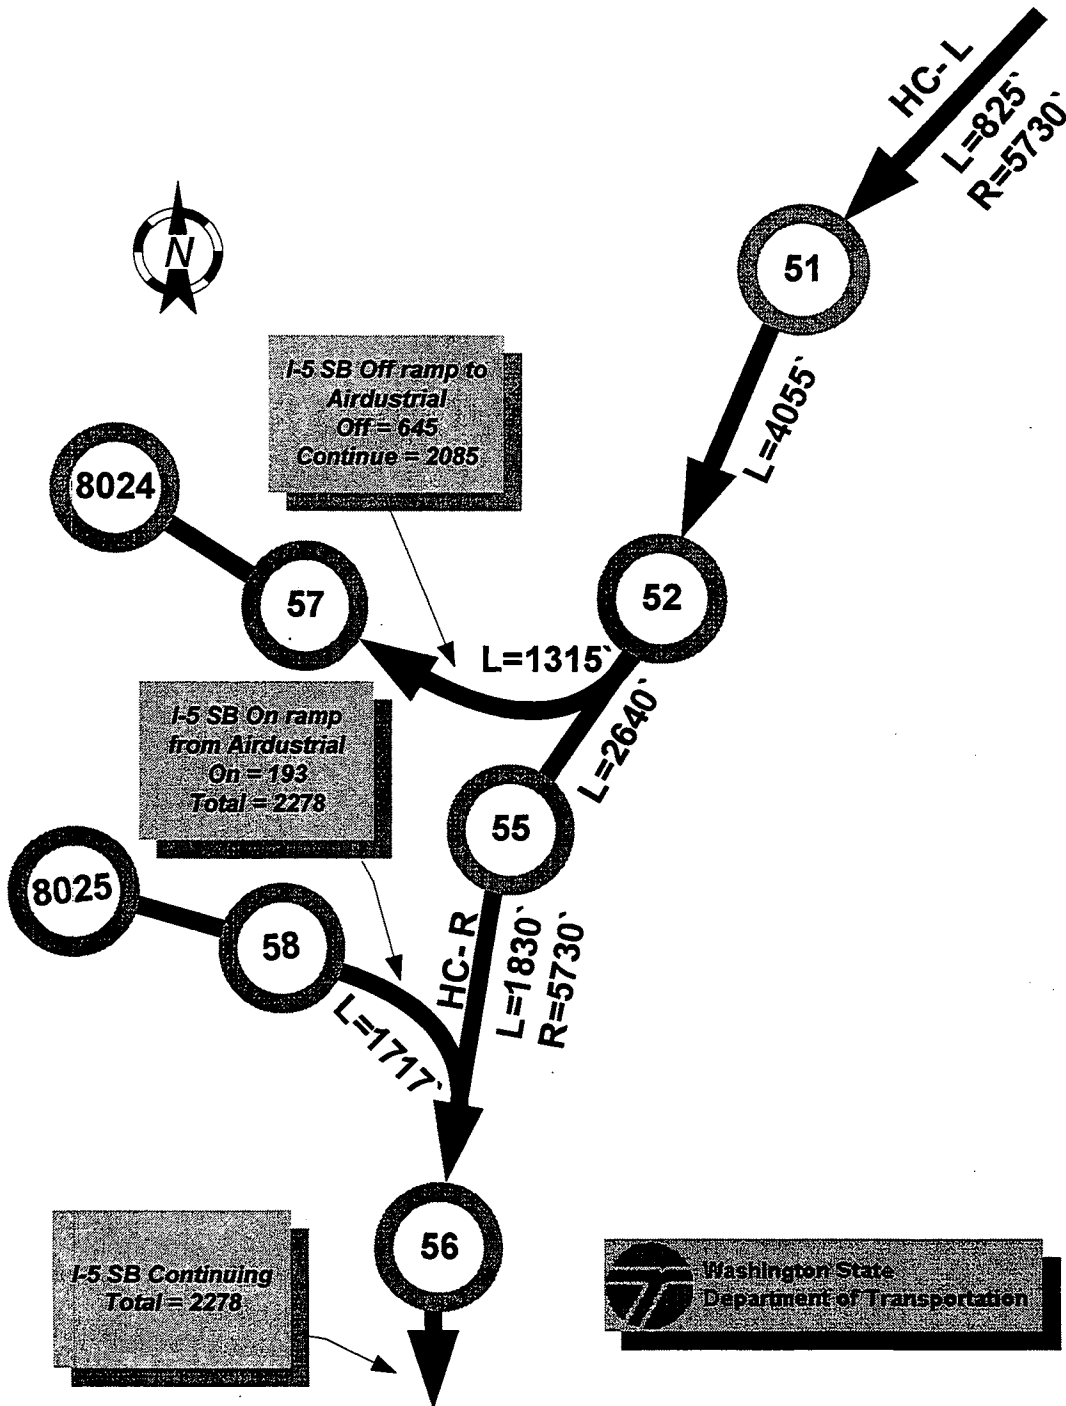 HC- L
L=825`
R=5730`
51
N
L=4055`
I-5 SB Off ramp to
Airdustrial
Off = 645
Continue = 2085
8024
57
52
L=1315`
L=2640`
I-5 SB On ramp
from Airdustrial
On = 193
Total = 2278
55
8025
58
HC- R
L=1830`
R=5730`
L=1717`
56
I-5 SB Continuing
Total = 2278
Washington State
Department of Transportation